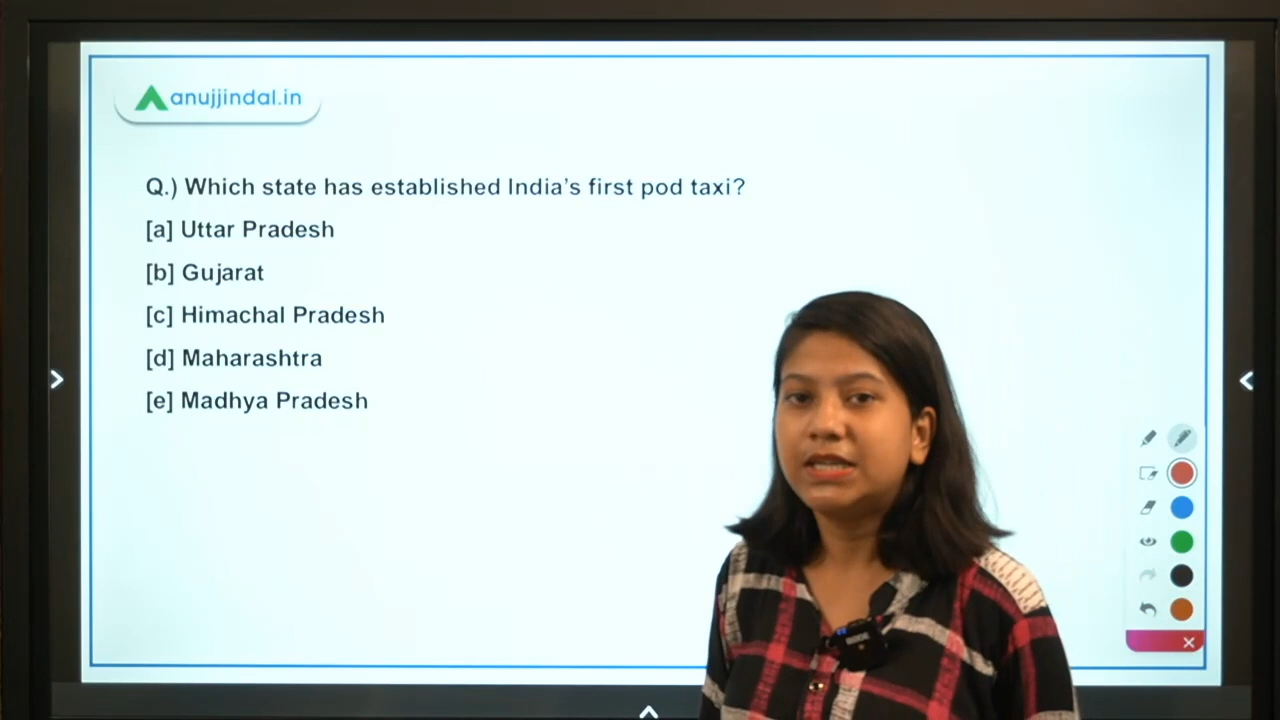 anujjindal.in
Q.) Which state has established India’s first pod taxi?
[a] Uttar Pradesh
[b] Gujarat
[c] Himachal Pradesh
[d] Maharashtra
[e] Madhya Pradesh